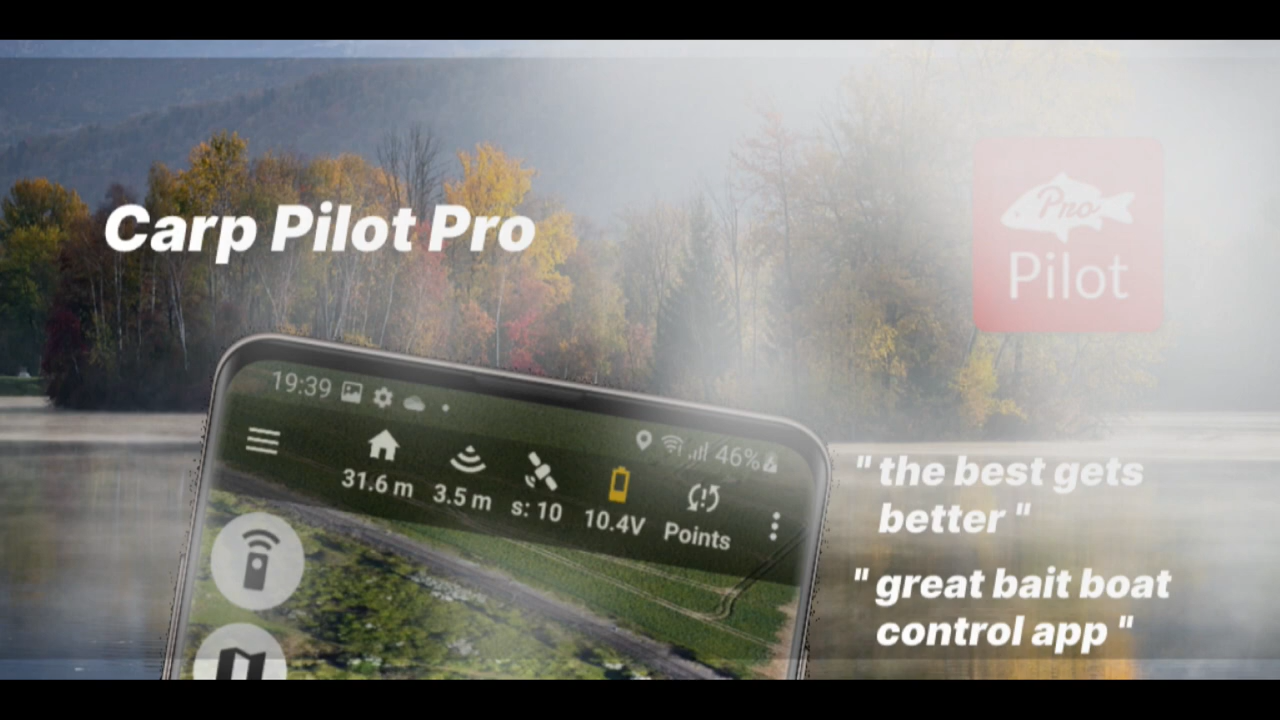 Carp Pilot Pro
Pro
Pilot
19:39
46%
31.6 m
3.5 m
s: 10
10.4V
Points
" the best gets
better "
" great bait boat
control app "